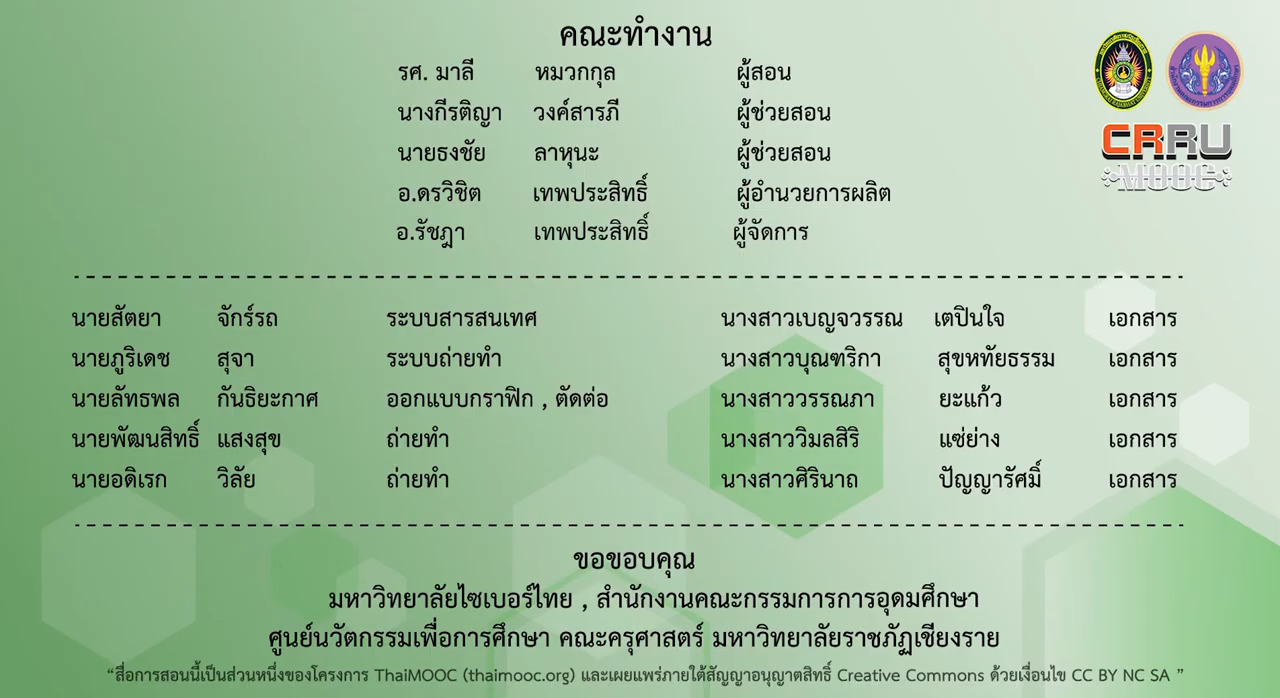 คณะทำงาน
รศ. มาลี หมวกกุล ผู้สอน
นางกีรติญา วงค์สารภี ผู้ช่วยสอน
นายธงชัย ลาหุนะ ผู้ช่วยสอน
อ.ดรวิชิต เทพประสิทธิ์ ผู้อำนวยการผลิต
อ.รัชฎา เทพประสิทธิ์ ผู้จัดการ
CRRU
MOOC
นายสัตยา จักร์รถ ระบบสารสนเทศ นางสาวเบญจวรรณ เตปินใจ เอกสาร
นายภูริเดช สุจา ระบบถ่ายทำ นางสาวบุณฑริกา สุขหทัยธรรม เอกสาร
นายลัทธพล กันธิยะกาศ ออกแบบกราฟิก , ตัดต่อ นางสาววรรณภา ยะแก้ว เอกสาร
นายพัฒนสิทธิ์ แสงสุข ถ่ายทำ นางสาววิมลสิริ แซ่ย่าง เอกสาร
นายอดิเรก วิลัย ถ่ายทำ นางสาวศิรินาถ ปัญญารัศมิ์ เอกสาร
ขอขอบคุณ
มหาวิทยาลัยไซเบอร์ไทย , สำนักงานคณะกรรมการการอุดมศึกษา
ศูนย์นวัตกรรมเพื่อการศึกษา คณะครุศาสตร์ มหาวิทยาลัยราชภัฏเชียงราย
“สื่อการสอนนี้เป็นส่วนหนึ่งของโครงการ ThaiMOOC (thaimooc.org) และเผยแพร่ภายใต้สัญญาอนุญาตสิทธิ์ Creative Commons ด้วยเงื่อนไข CC BY NC SA ”